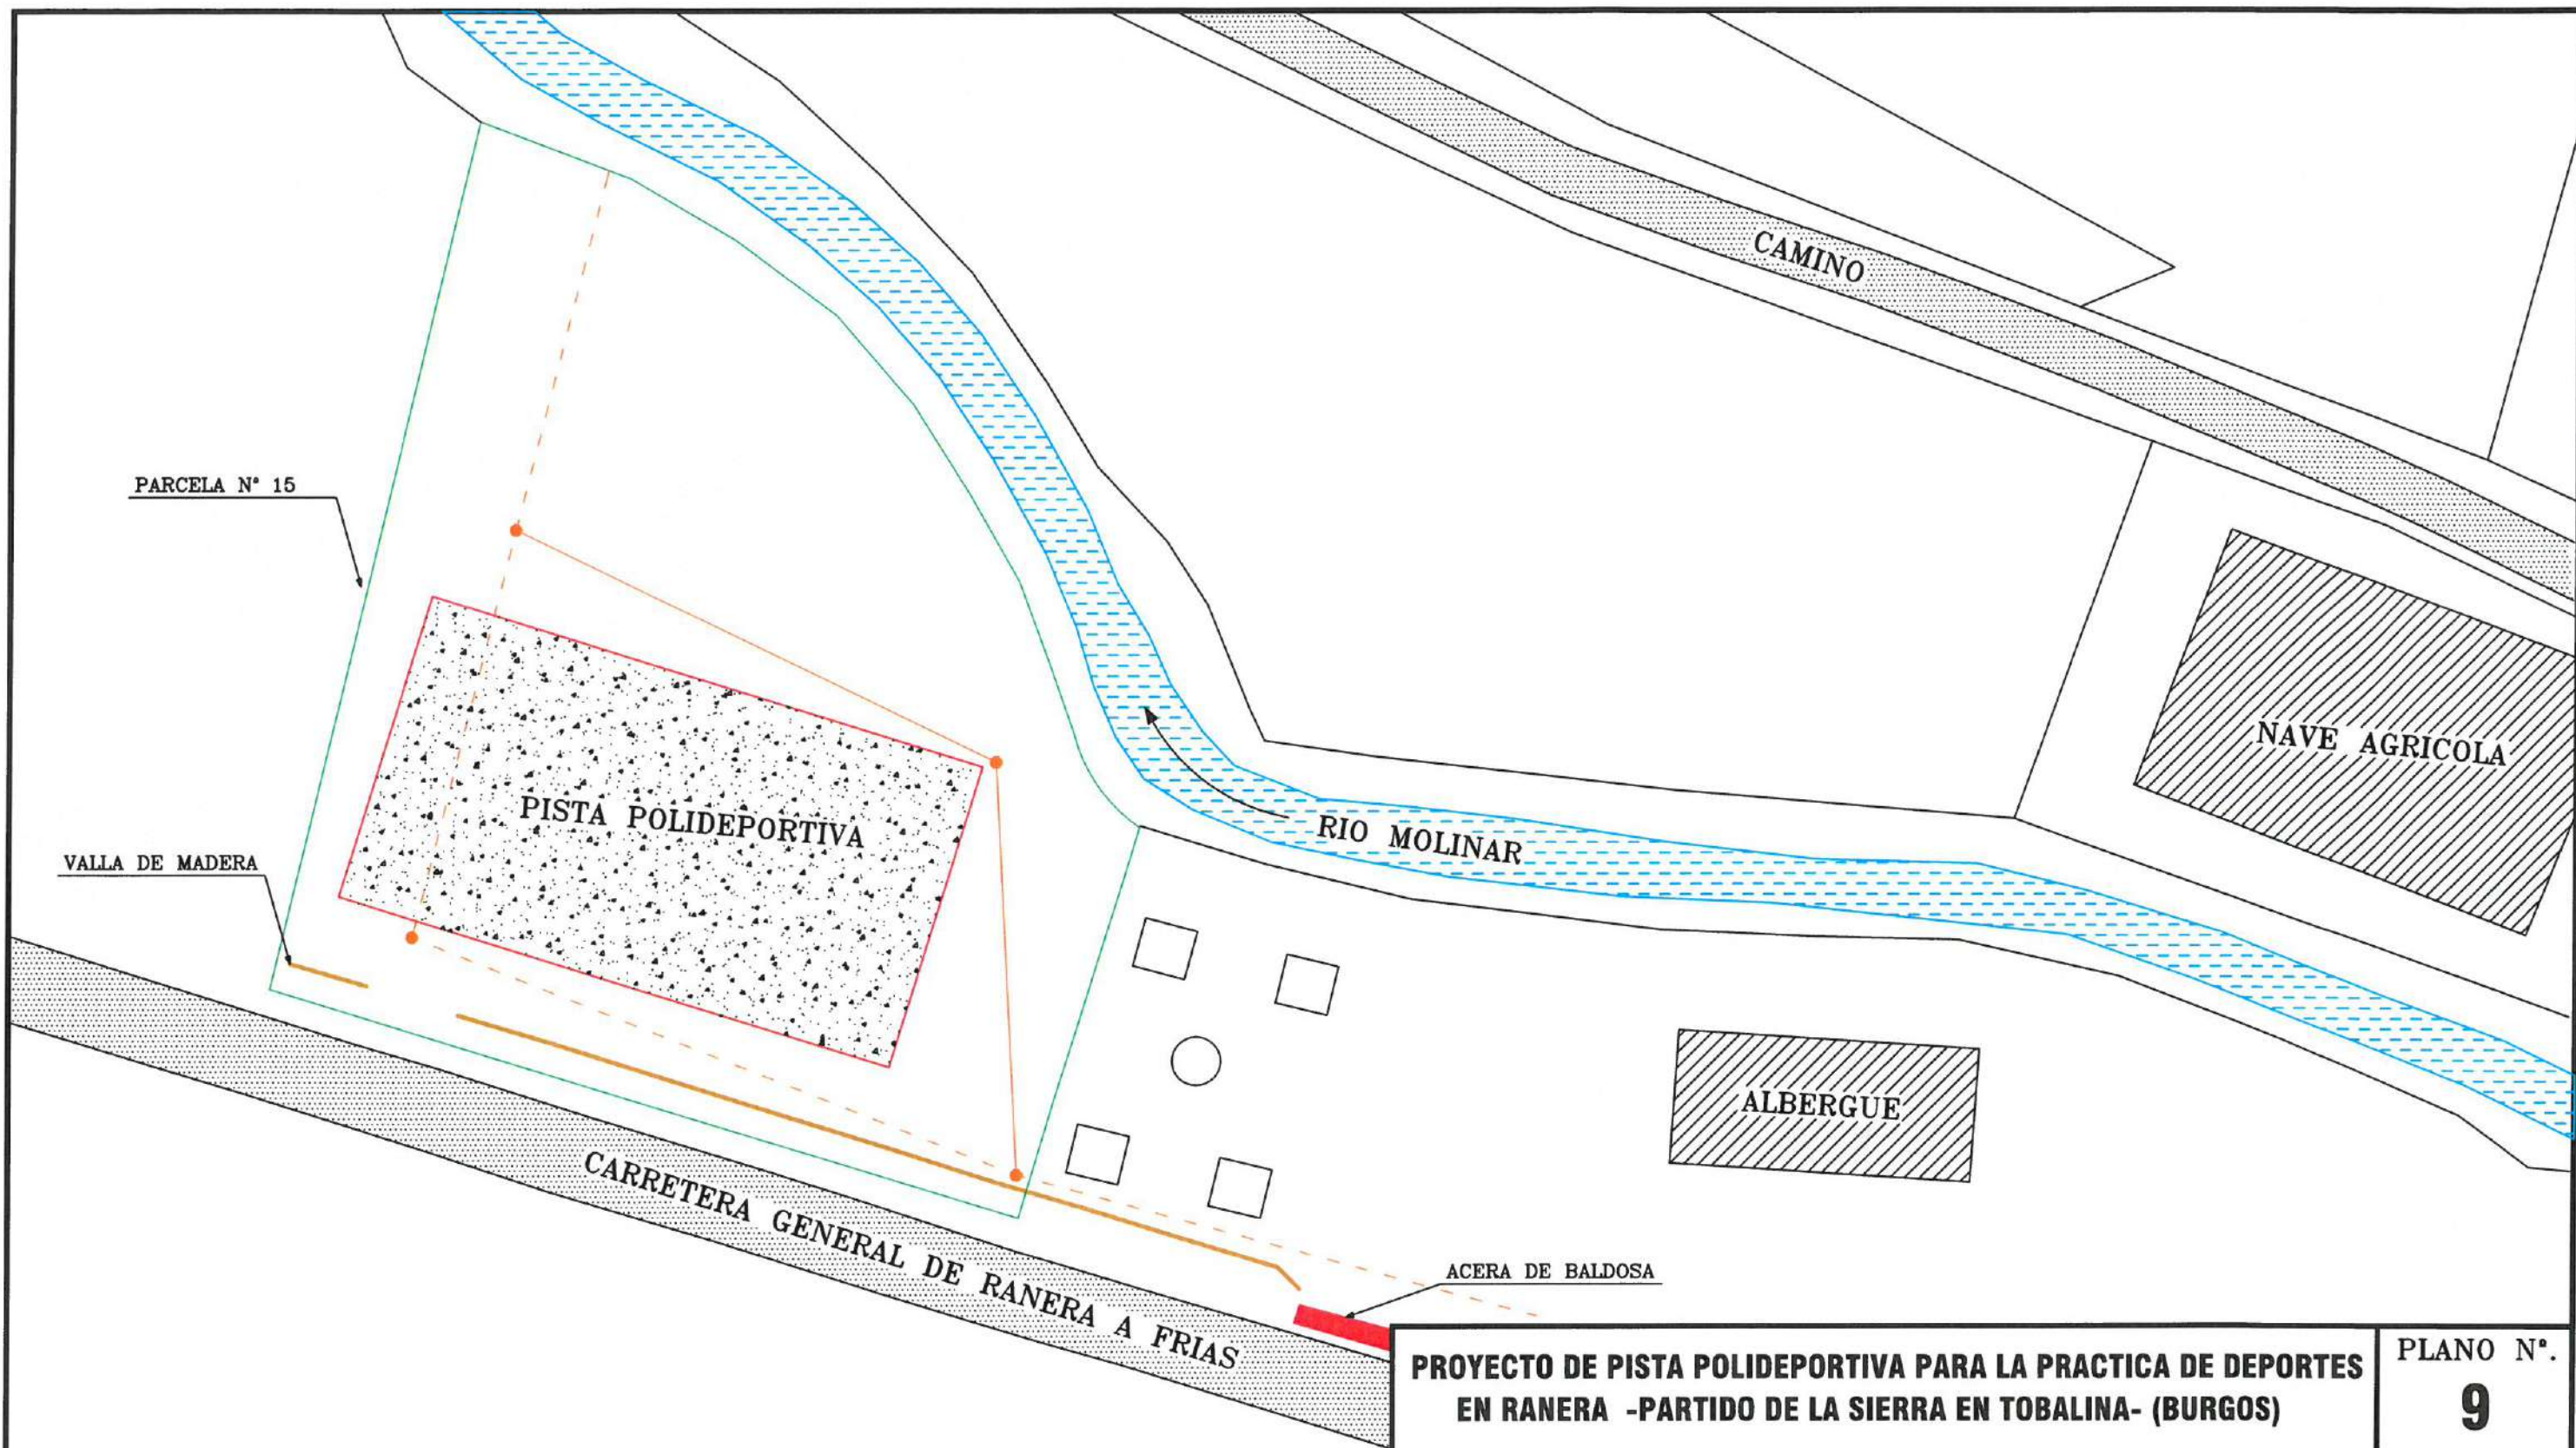 CAMINO
PARCELA Nº 15
NAVE AGRICOLA
PISTA POLIDEPORTIVA
RIO MOLINAR
VALLA DE MADERA
ALBERGUE
CARRETERA GENERAL DE RANERA A FRIAS
ACERA DE BALDOSA
PROYECTO DE PISTA POLIDEPORTIVA PARA LA PRACTICA DE DEPORTES
EN RANERA -PARTIDO DE LA SIERRA EN TOBALINA- (BURGOS)
PLANO Nº.
9